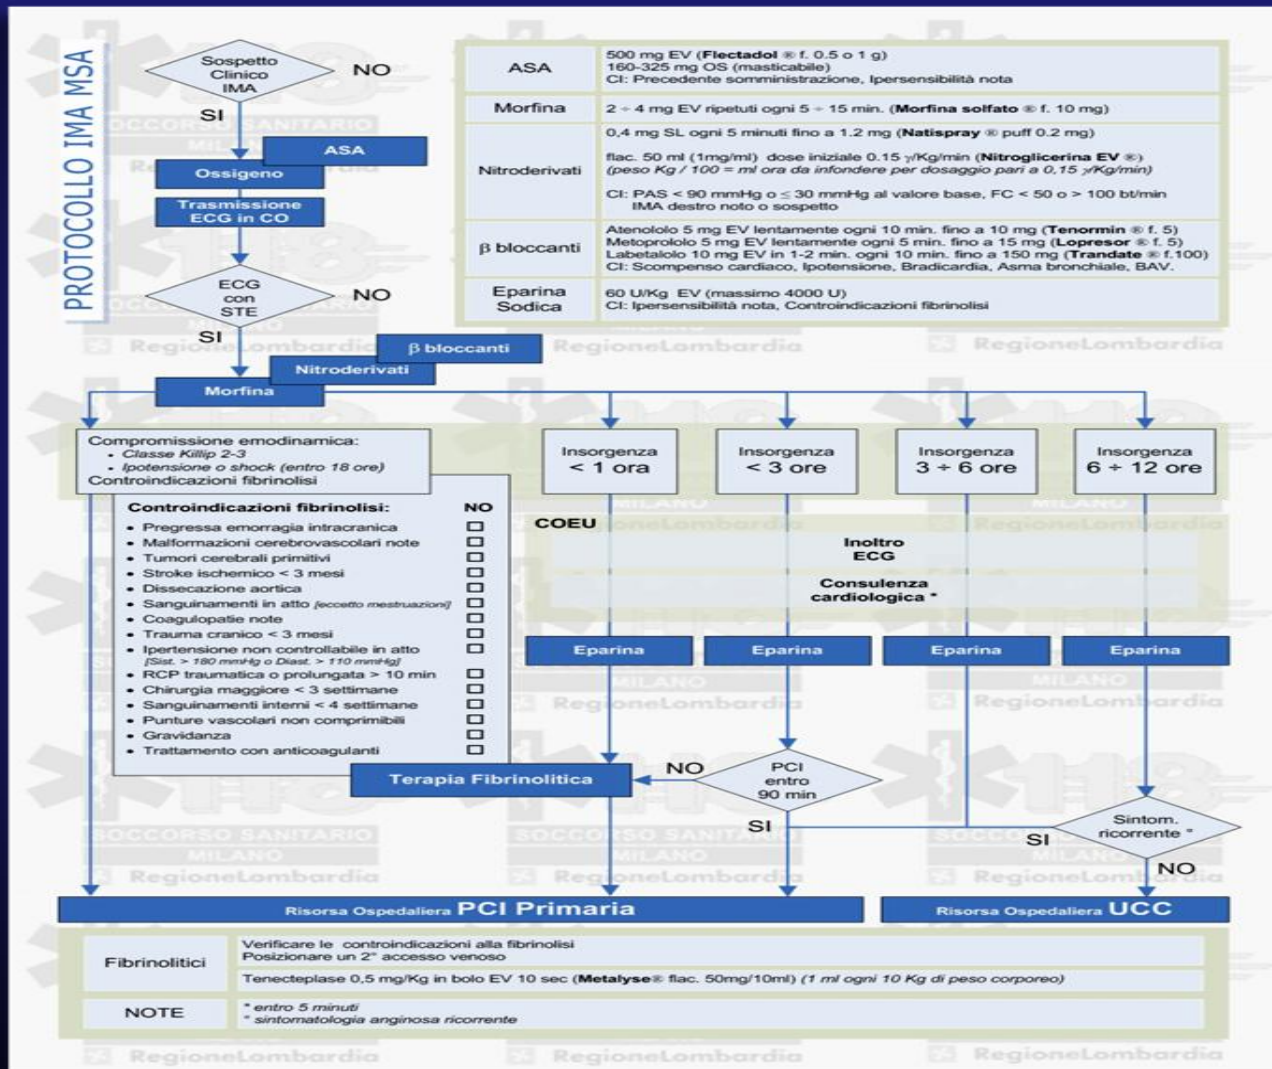 PROTOCOLLO IMA MSA
Sospetto
Clinico
IMA
NO
SI
ASA
Ossigeno
Trasmissione
ECG in CO
ECG
con
STE
NO
SI
β bloccanti
Nitroderivati
Morfina
ASA
500 mg EV (Flectadol ® f. 0.5 o 1 g)
160-325 mg OS (masticabile)
CI: Precedente somministrazione, Ipersensibilità nota
Morfina
2 ÷ 4 mg EV ripetuti ogni 5 ÷ 15 min. (Morfina solfato ® f. 10 mg)
Nitroderivati
0,4 mg SL ogni 5 minuti fino a 1.2 mg (Natispray ® puff 0.2 mg)
flac. 50 ml (1mg/ml) dose iniziale 0.15 γ/Kg/min (Nitroglicerina EV ®)
(peso Kg / 100 = ml ora da infondere per dosaggio pari a 0,15 γ/Kg/min)
CI: PAS < 90 mmHg o ≤ 30 mmHg al valore base, FC < 50 o > 100 bt/min
IMA destro noto o sospetto
β bloccanti
Atenololo 5 mg EV lentamente ogni 10 min. fino a 10 mg (Tenormin ® f. 5)
Metoprololo 5 mg EV lentamente ogni 5 min. fino a 15 mg (Lopresor ® f. 5)
Labetalolo 10 mg EV in 1-2 min. ogni 10 min. fino a 150 mg (Trandate ® f.100)
CI: Scompenso cardiaco, Ipotensione, Bradicardia, Asma bronchiale, BAV.
Eparina
Sodica
60 U/Kg EV (massimo 4000 U)
CI: Ipersensibilità nota, Controindicazioni fibrinolisi
Compromissione emodinamica:
• Classe Killip 2-3
• Ipotensione o shock (entro 18 ore)
Controindicazioni fibrinolisi
Insorgenza
< 1 ora
Insorgenza
< 3 ore
Insorgenza
3 ÷ 6 ore
Insorgenza
6 ÷ 12 ore
Controindicazioni fibrinolisi: NO
• Pregressa emorragia intracranica
• Malformazioni cerebrovascolari note
• Tumori cerebrali primitivi
• Stroke ischemico < 3 mesi
• Dissecazione aortica
• Sanguinamenti in atto [eccetto mestruazioni]
• Coagulopatie note
• Trauma cranico < 3 mesi
• Ipertensione non controllabile in atto
[Sist. > 180 mmHg o Diast. > 110 mmHg]
• RCP traumatica o prolungata > 10 min
• Chirurgia maggiore < 3 settimane
• Sanguinamenti interni < 4 settimane
• Punture vascolari non comprimibili
• Gravidanza
• Trattamento con anticoagulanti
COEU
Inoltro
ECG
Consulenza
cardiologica *
Eparina
Eparina
Eparina
Eparina
Terapia Fibrinolitica
NO
PCI
entro
90 min
SI
Sintom.
ricorrente °
SI
NO
Risorsa Ospedaliera PCI Primaria
Risorsa Ospedaliera UCC
Fibrinolitici
Verificare le controindicazioni alla fibrinolisi
Posizionare un 2° accesso venoso
Tenecteplase 0,5 mg/Kg in bolo EV 10 sec (Metalyse® flac. 50mg/10ml) (1 ml ogni 10 Kg di peso corporeo)
NOTE
* entro 5 minuti
° sintomatologia anginosa ricorrente
118
SOCCORSO SANITARIO
MILANO
RegioneLombardia